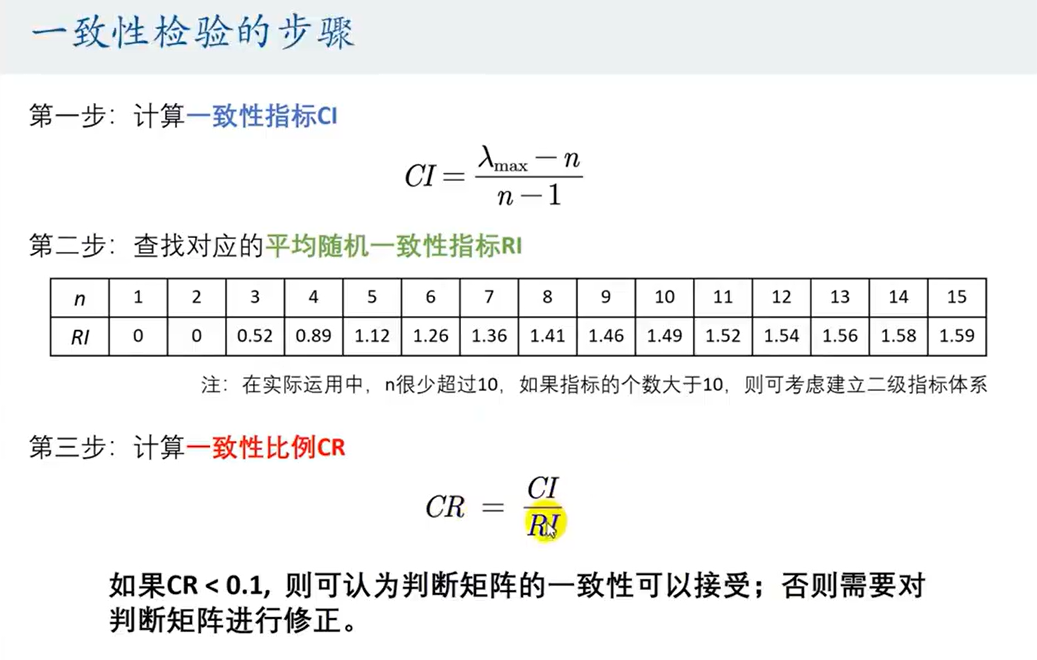 一致性检验的步骤
第一步：计算一致性指标CI
CI = (λmax − n) / (n − 1)
第二步：查找对应的平均随机一致性指标RI
n 1 2 3 4 5 6 7 8 9 10 11 12 13 14 15
RI 0 0 0.52 0.89 1.12 1.26 1.36 1.41 1.46 1.49 1.52 1.54 1.56 1.58 1.59
注：在实际运用中，n很少超过10，如果指标的个数大于10，则可考虑建立二级指标体系
第三步：计算一致性比例CR
CR = CI / RI
如果CR < 0.1, 则可认为判断矩阵的一致性可以接受；否则需要对
判断矩阵进行修正。